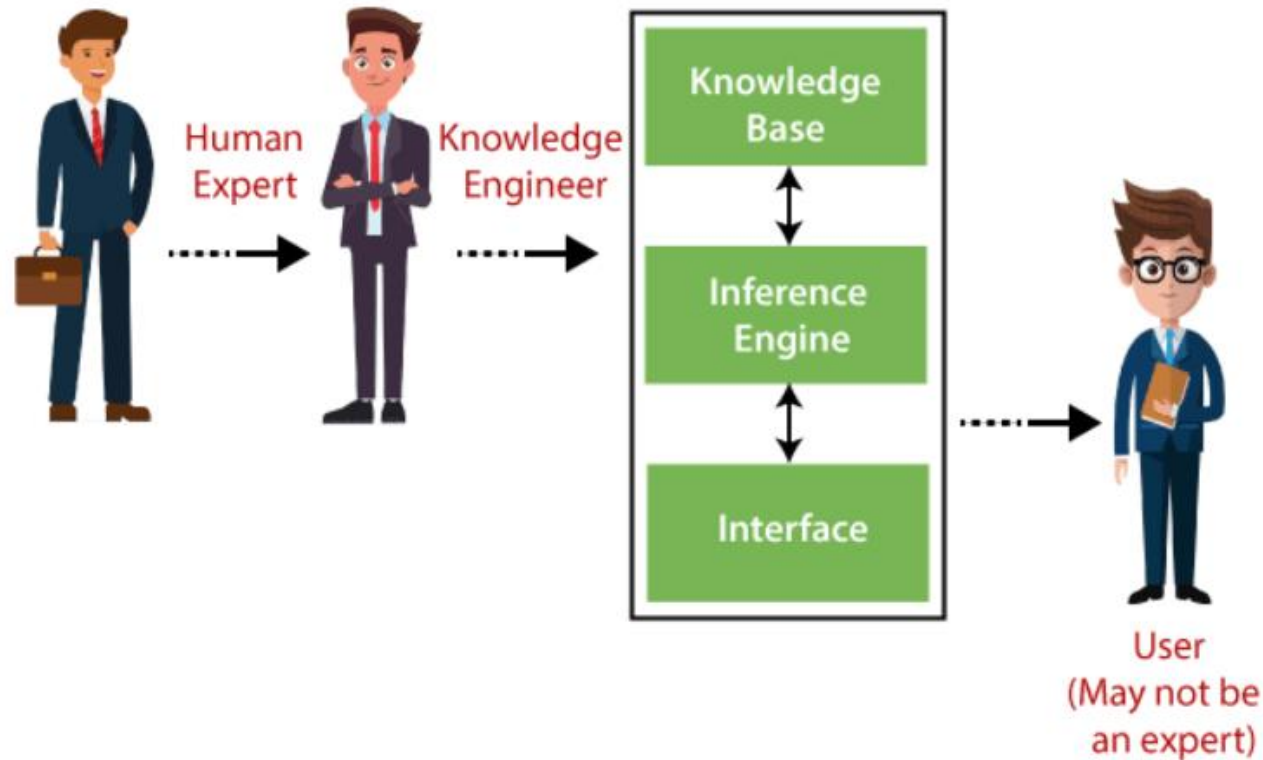 Human
Expert
Knowledge
Engineer
Knowledge
Base
Inference
Engine
Interface
User
(May not be
an expert)